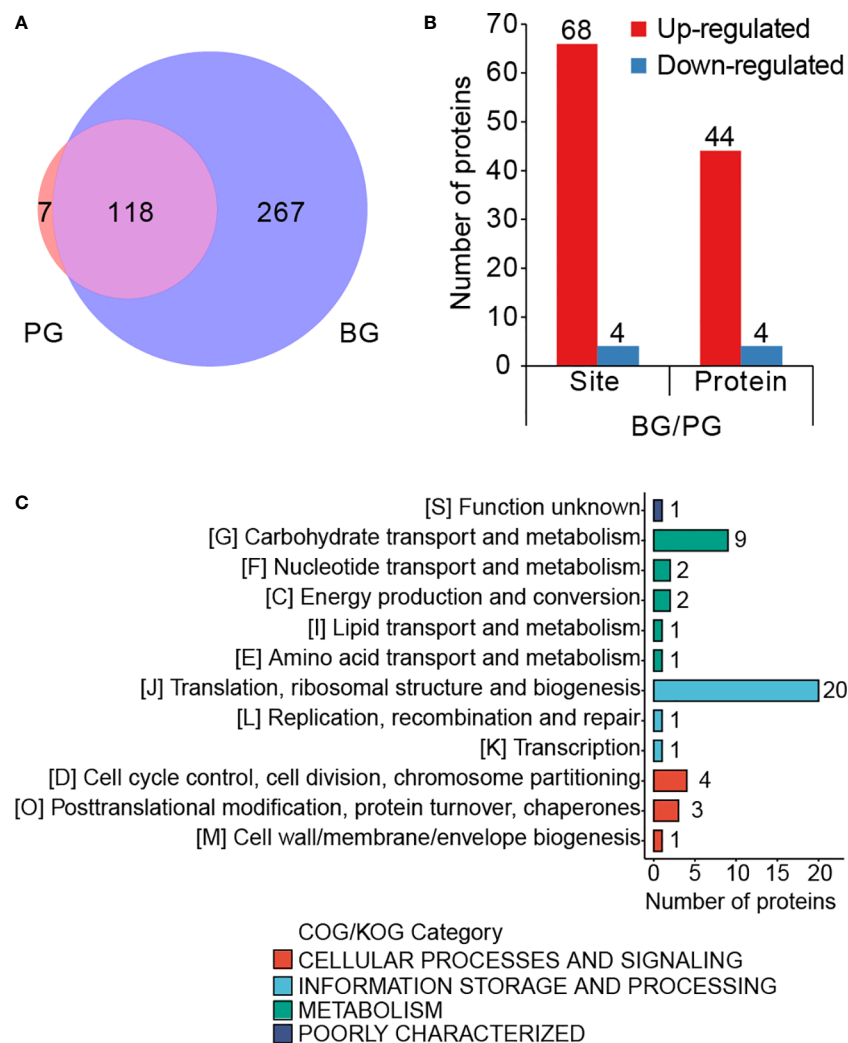 A
7
118
267
PG
BG
B
Number of proteins
70
60
50
40
30
20
10
0
68
4
44
4
Up-regulated
Down-regulated
Site
Protein
BG/PG
C
[S] Function unknown 1
[G] Carbohydrate transport and metabolism 9
[F] Nucleotide transport and metabolism 2
[C] Energy production and conversion 2
[I] Lipid transport and metabolism 1
[E] Amino acid transport and metabolism 1
[J] Translation, ribosomal structure and biogenesis 20
[L] Replication, recombination and repair 1
[K] Transcription 1
[D] Cell cycle control, cell division, chromosome partitioning 4
[O] Posttranslational modification, protein turnover, chaperones 3
[M] Cell wall/membrane/envelope biogenesis 1
0 5 10 15 20
Number of proteins
COG/KOG Category
CELLULAR PROCESSES AND SIGNALING
INFORMATION STORAGE AND PROCESSING
METABOLISM
POORLY CHARACTERIZED